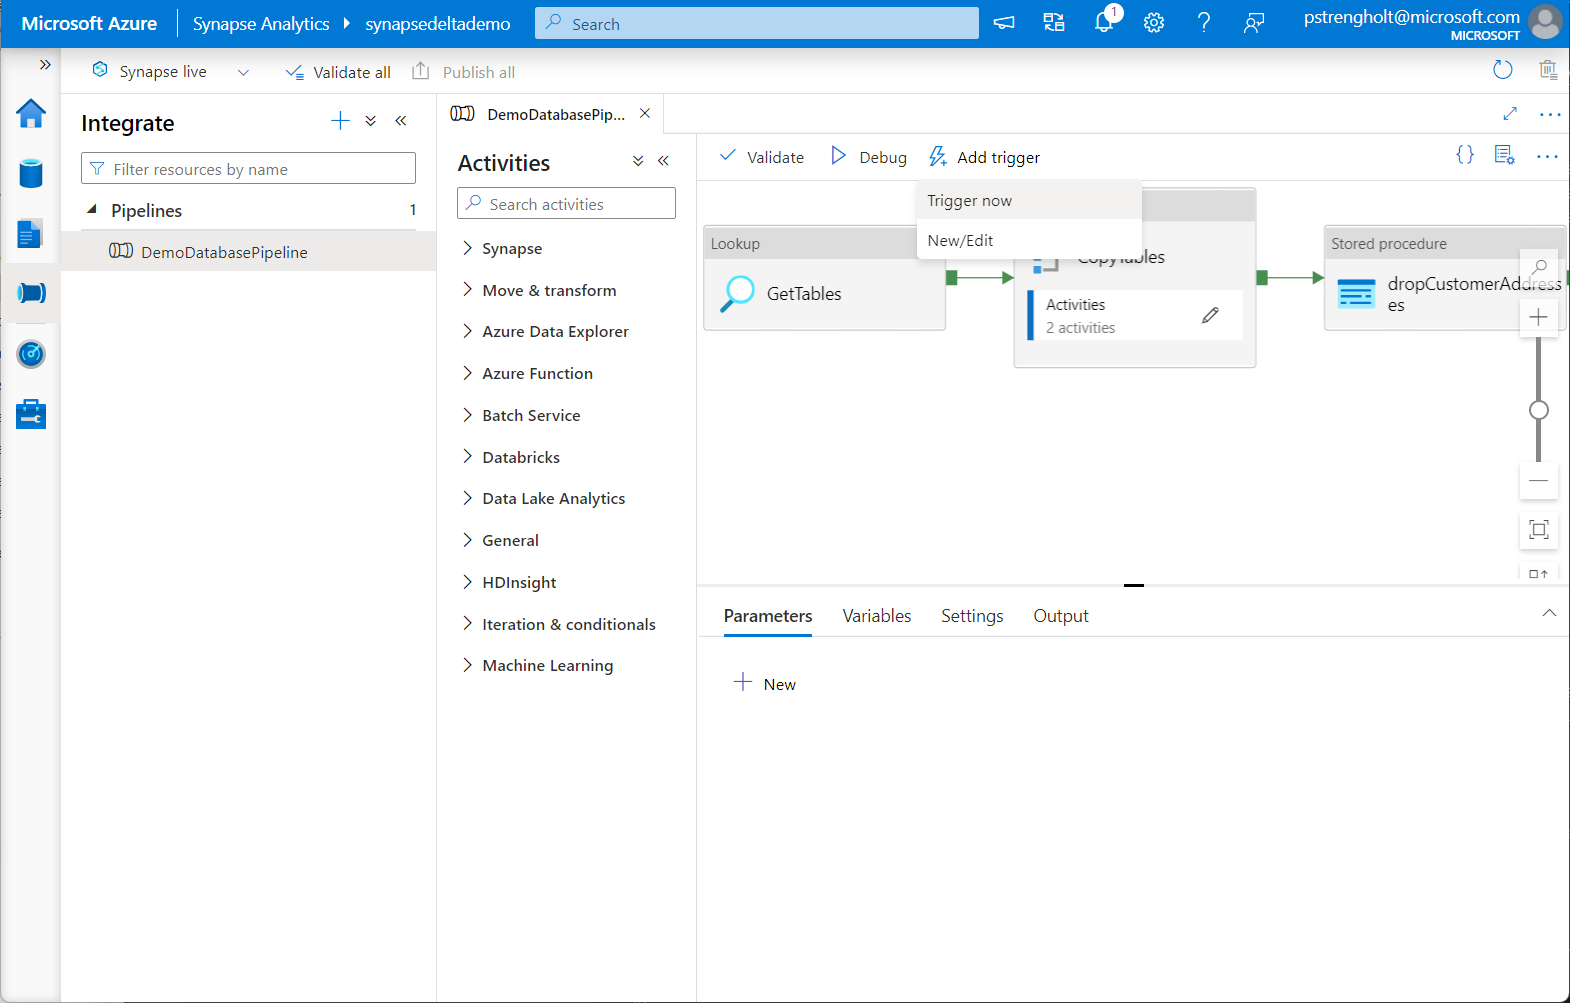 Microsoft Azure
Synapse Analytics
synapsedeltademo
Search
1
pstrengholt@microsoft.com
MICROSOFT
Synapse live
Validate all
Publish all
Integrate
Filter resources by name
Pipelines 1
DemoDatabasePipeline
DemoDatabasePip...
Activities
Search activities
Synapse
Move & transform
Azure Data Explorer
Azure Function
Batch Service
Databricks
Data Lake Analytics
General
HDInsight
Iteration & conditionals
Machine Learning
Validate
Debug
Add trigger
Trigger now
New/Edit
Lookup
GetTables
CopyTables
Activities
2 activities
Stored procedure
dropCustomerAddress
es
Parameters
Variables
Settings
Output
New